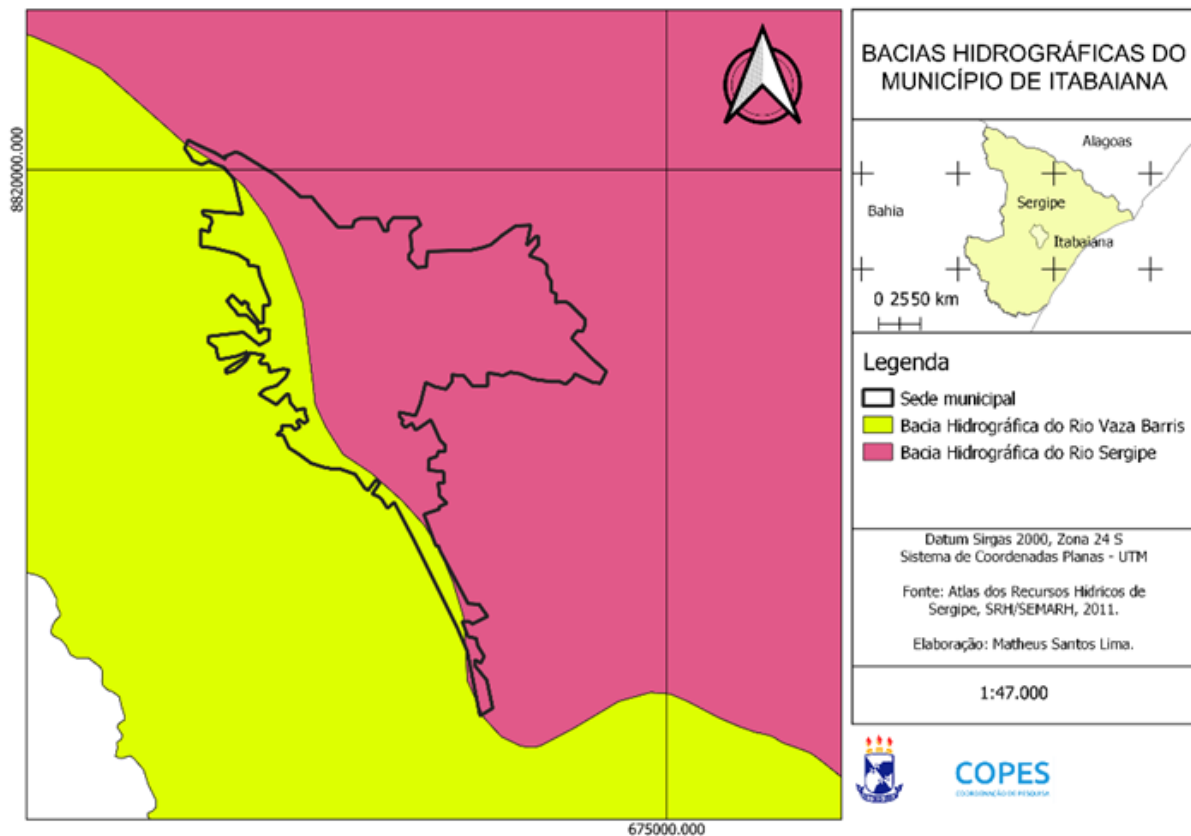 BACIAS HIDROGRÁFICAS DO
MUNICÍPIO DE ITABAIANA
8820000.000
675000.000
Alagoas
Bahia
Sergipe
Itabaiana
0 2550 km
Legenda
Sede municipal
Bacia Hidrográfica do Rio Vaza Barris
Bacia Hidrográfica do Rio Sergipe
Datum Sirgas 2000, Zona 24 S
Sistema de Coordenadas Planas - UTM
Fonte: Atlas dos Recursos Hídricos de
Sergipe, SRH/SEMARH, 2011.
Elaboração: Matheus Santos Lima.
1:47.000
COPES
COORDENAÇÃO DE PESQUISA